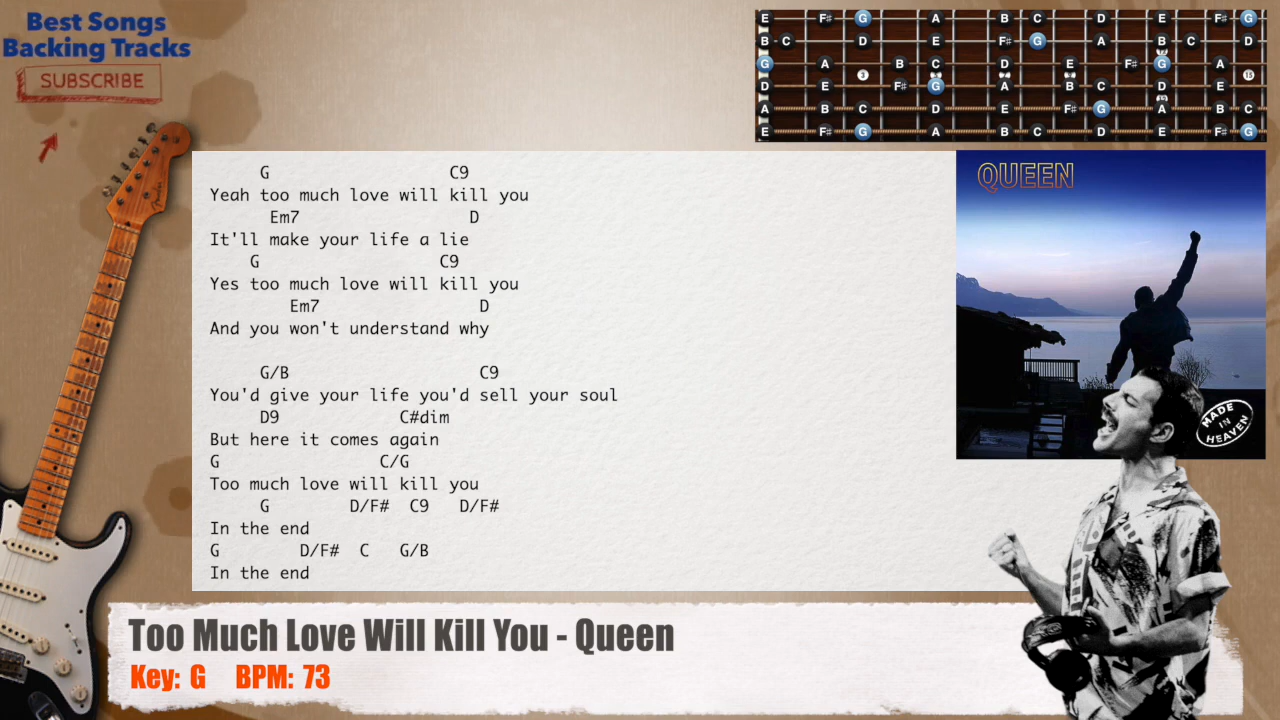 Best Songs
Backing Tracks
SUBSCRIBE
E F# G A B C D E F# G
B C D E F# G A B C D
G A B C D E F# G A
3 15
D E F# G A B C D E
12
A B C D E F# G A B C
E F# G A B C D E F# G
G C9
Yeah too much love will kill you
Em7 D
It'll make your life a lie
G C9
Yes too much love will kill you
Em7 D
And you won't understand why
G/B C9
You'd give your life you'd sell your soul
D9 C#dim
But here it comes again
G C/G
Too much love will kill you
G D/F# C9 D/F#
In the end
G D/F# C G/B
In the end
QUEEN
MADE
IN
HEAVEN
Too Much Love Will Kill You - Queen
Key: G BPM: 73
Fender